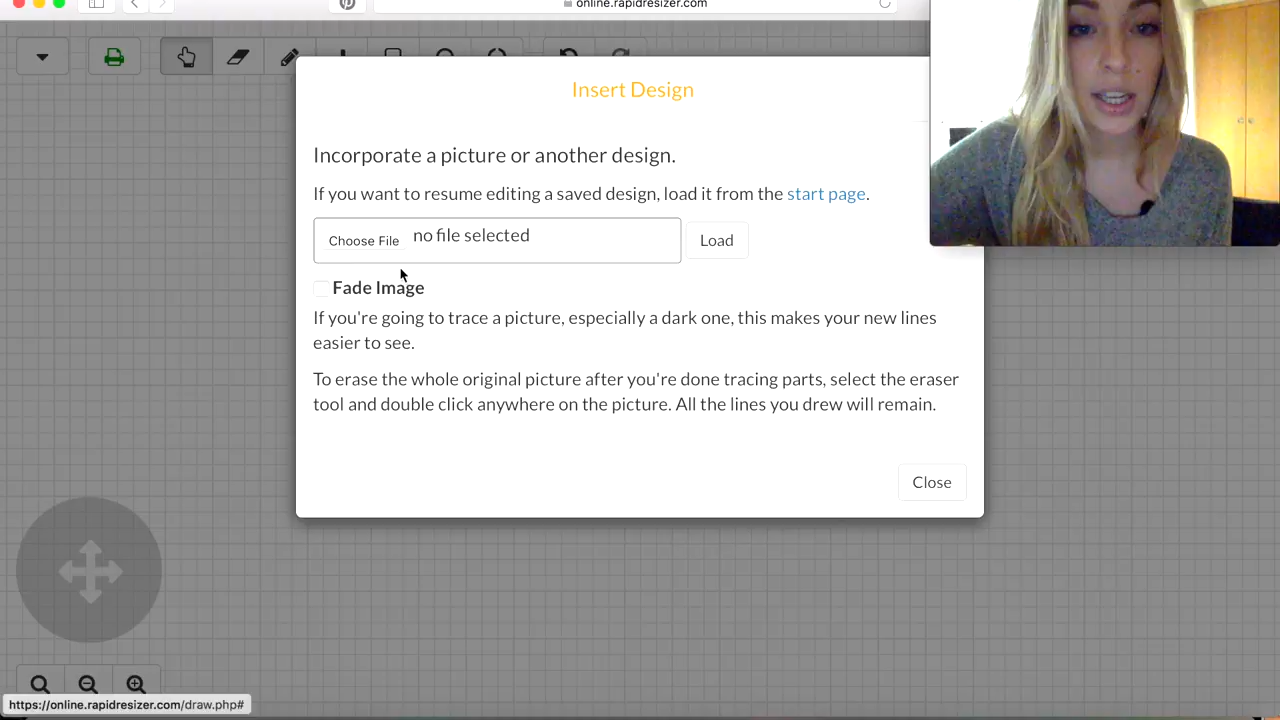 online.rapidresizer.com
Insert Design
Incorporate a picture or another design.
If you want to resume editing a saved design, load it from the start page.
Choose File no file selected
Load
Fade Image
If you're going to trace a picture, especially a dark one, this makes your new lines
easier to see.
To erase the whole original picture after you're done tracing parts, select the eraser
tool and double click anywhere on the picture. All the lines you drew will remain.
Close
https://online.rapidresizer.com/draw.php#